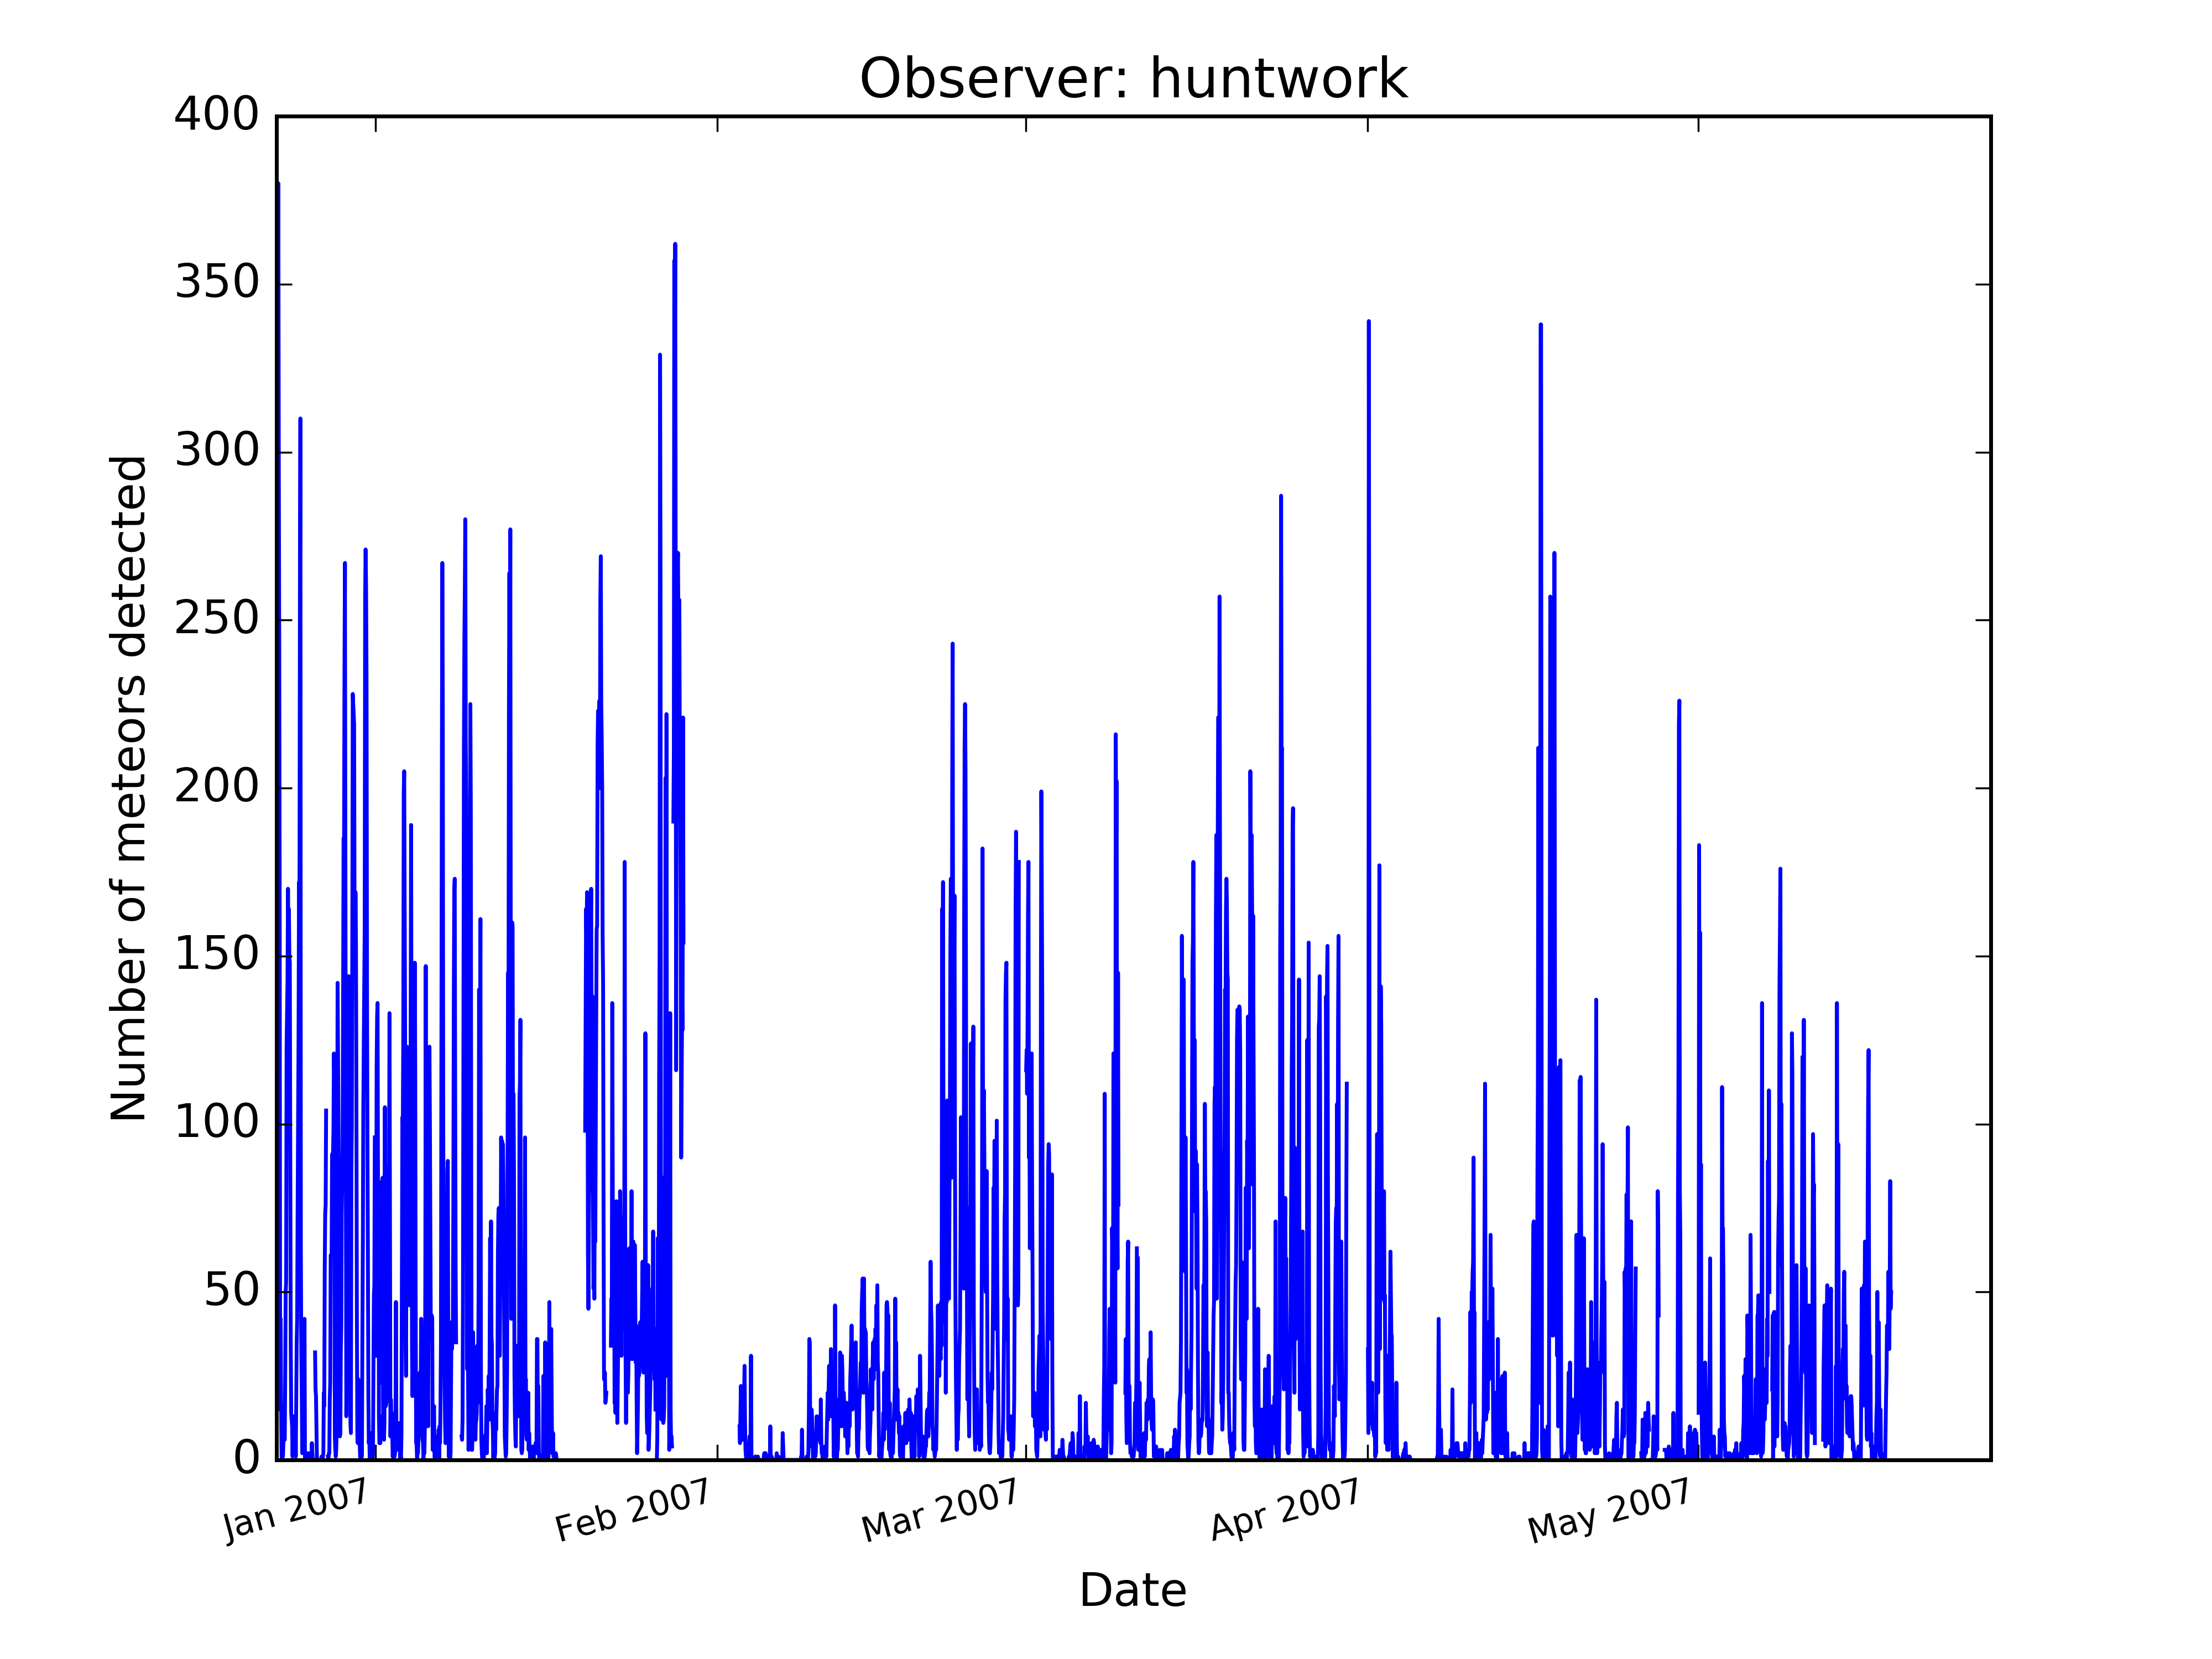 Observer: huntwork
400
350
300
250
200
150
100
50
0
Number of meteors detected
Jan 2007
Feb 2007
Mar 2007
Apr 2007
May 2007
Date